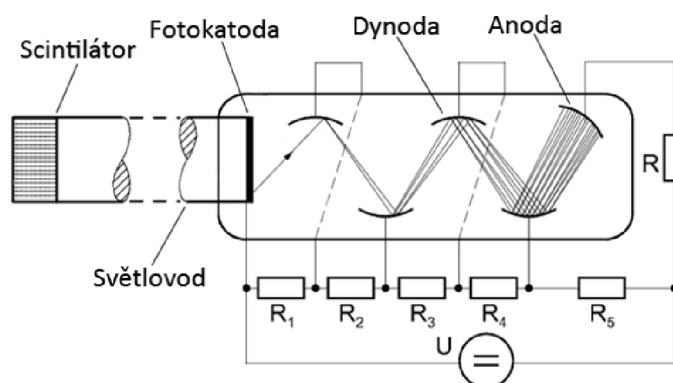 Fotokatoda
Dynoda
Anoda
Scintilátor
R
Světlovod
R₁
R₂
R₃
R₄
R₅
U